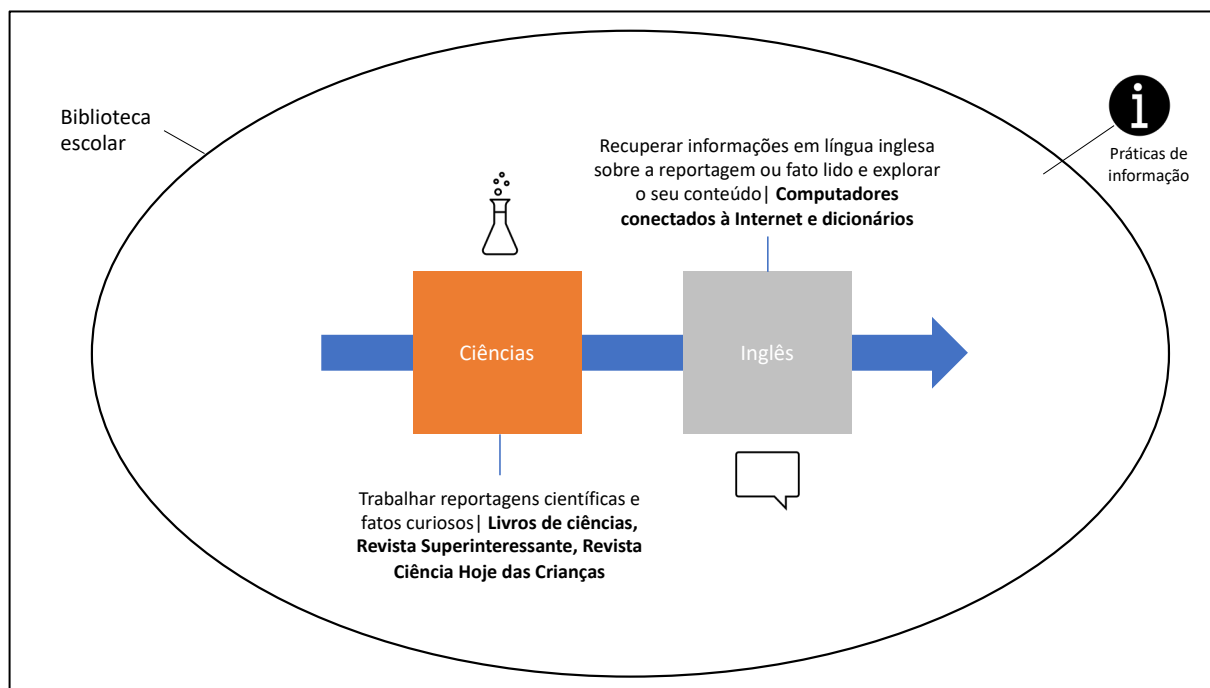 Biblioteca
escolar
Práticas de
informação
Recuperar informações em língua inglesa
sobre a reportagem ou fato lido e explorar
o seu conteúdo| Computadores
conectados à Internet e dicionários
Ciências
Inglês
Trabalhar reportagens científicas e
fatos curiosos| Livros de ciências,
Revista Superinteressante, Revista
Ciência Hoje das Crianças